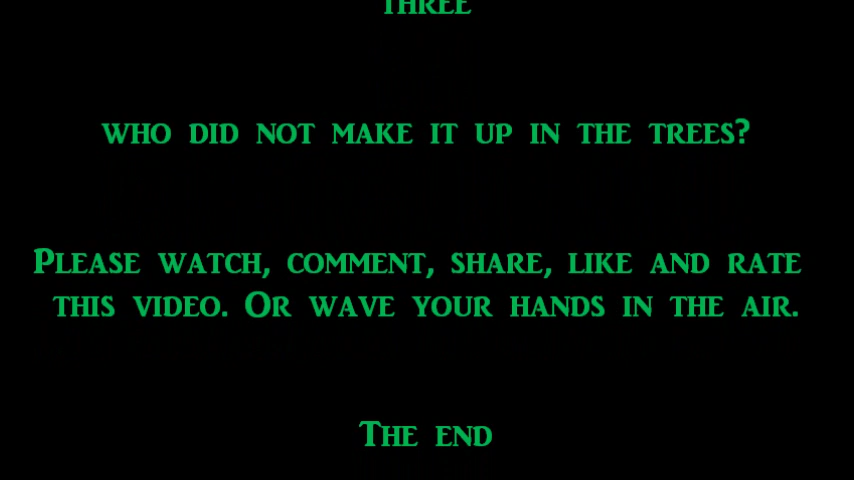 THREE
WHO DID NOT MAKE IT UP IN THE TREES?
PLEASE WATCH, COMMENT, SHARE, LIKE AND RATE
THIS VIDEO. OR WAVE YOUR HANDS IN THE AIR.
THE END